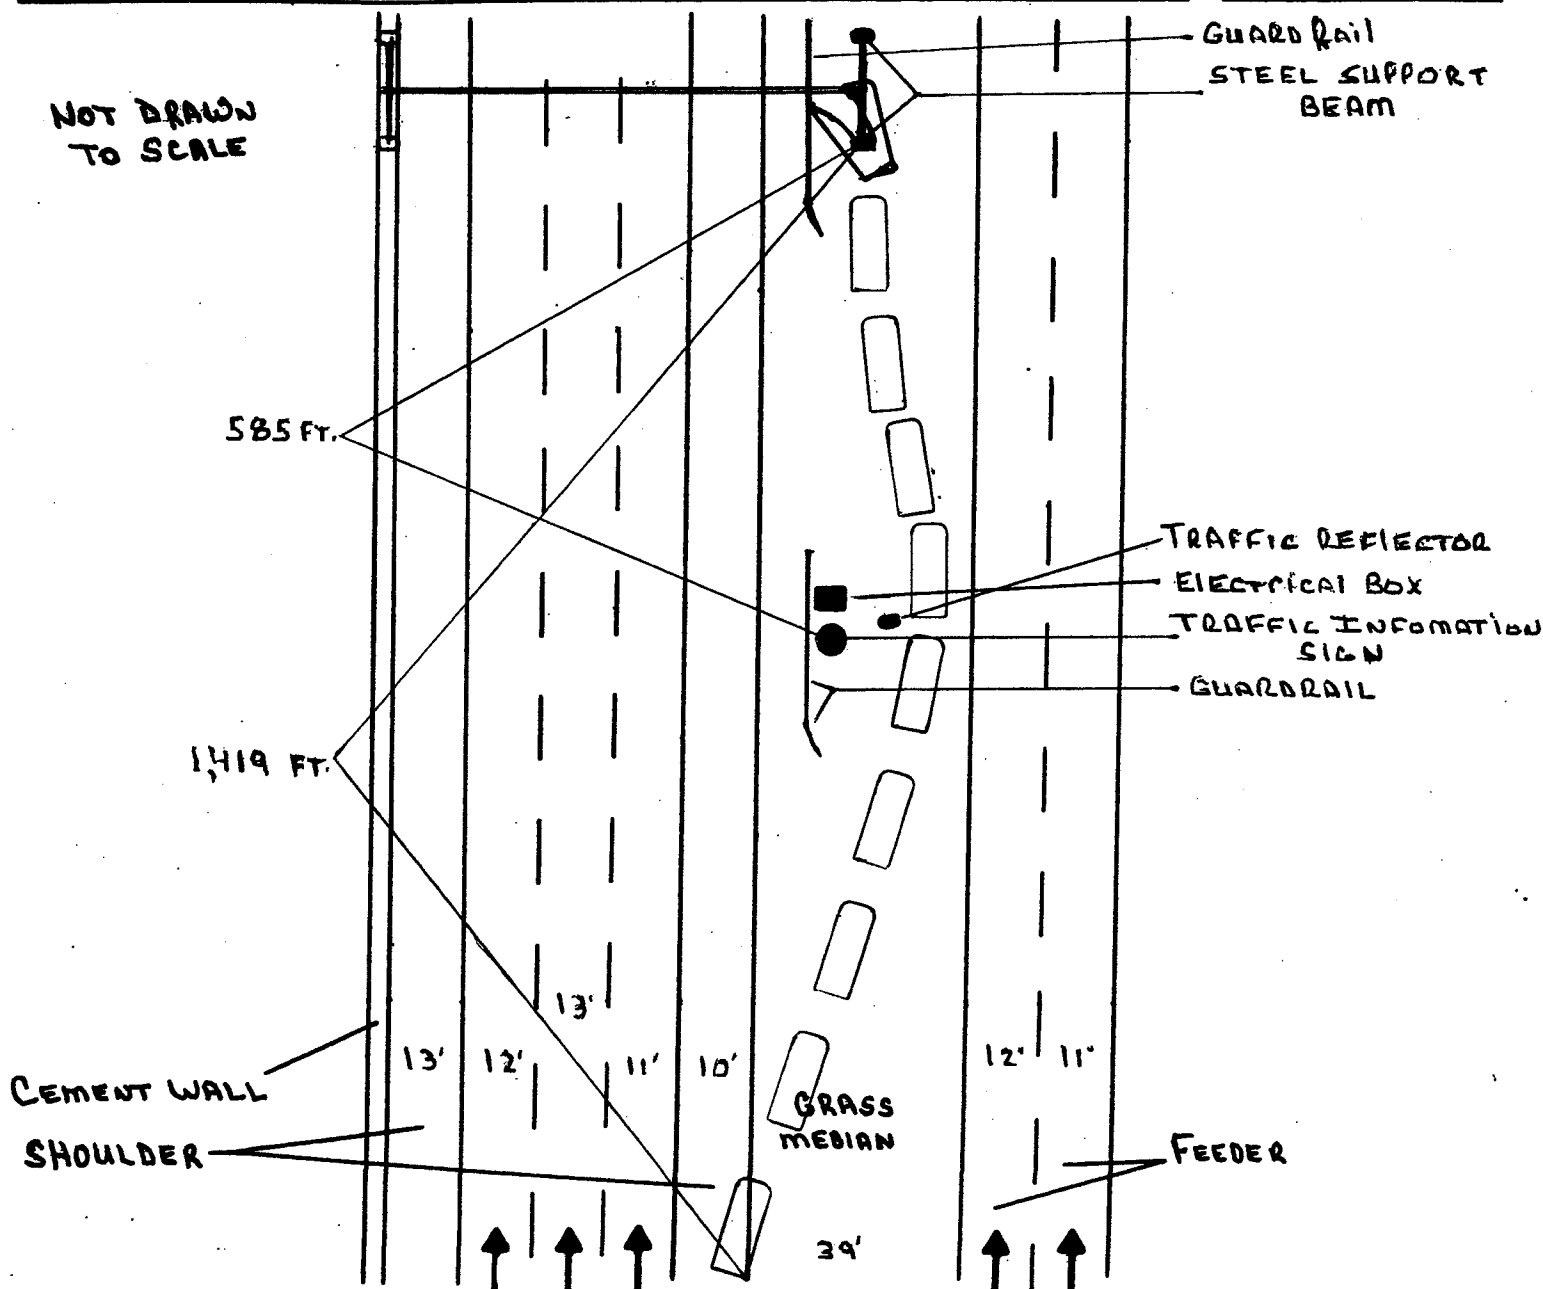 GUARD RAIL
STEEL SUPPORT
BEAM
NOT DRAWN
TO SCALE
585 FT.
TRAFFIC REFLECTOR
ELECTRICAL BOX
TRAFFIC INFOMATION
SIGN
GUARDRAIL
1,419 FT.
13'
13' 12' 11' 10' 12' 11'
CEMENT WALL
GRASS
MEDIAN
SHOULDER
FEEDER
39'